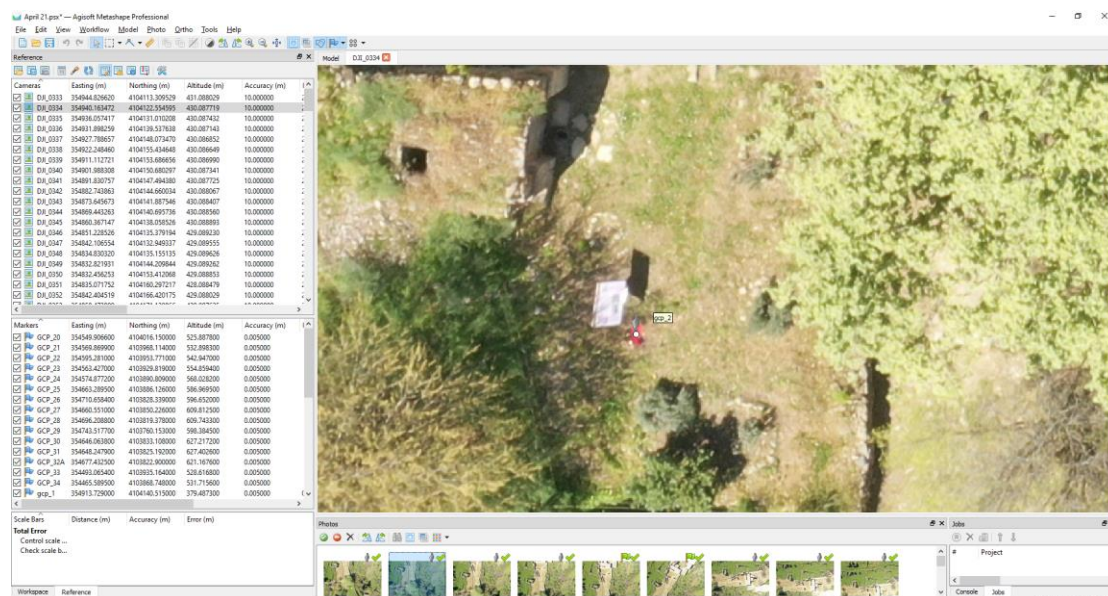 April 21.psx* — Agisoft Metashape Professional
File Edit View Workflow Model Photo Ortho Tools Help
Reference
Model DJI_0334
Cameras Easting (m) Northing (m) Altitude (m) Accuracy (m)
DJI_0333 354944.826620 4104113.309529 431.088029 10.000000
DJI_0334 354940.163472 4104122.554595 430.087719 10.000000
DJI_0335 354936.057417 4104131.010208 430.087432 10.000000
DJI_0336 354931.898259 4104139.537638 430.087143 10.000000
DJI_0337 354927.788657 4104148.073470 430.086852 10.000000
DJI_0338 354922.248460 4104155.434648 430.086649 10.000000
DJI_0339 354911.112721 4104153.686656 430.086990 10.000000
DJI_0340 354901.988308 4104150.680297 430.087341 10.000000
DJI_0341 354891.830757 4104147.494380 430.087725 10.000000
DJI_0342 354882.743863 4104144.660034 430.088067 10.000000
DJI_0343 354873.645673 4104141.887546 430.088407 10.000000
DJI_0344 354869.443263 4104140.695736 430.088560 10.000000
DJI_0345 354860.367147 4104138.058526 430.088893 10.000000
DJI_0346 354851.228526 4104135.379194 429.089230 10.000000
DJI_0347 354842.106554 4104132.949337 429.089555 10.000000
DJI_0348 354834.830320 4104135.155135 429.089626 10.000000
DJI_0349 354832.821931 4104144.209844 429.089262 10.000000
DJI_0350 354832.456253 4104153.412068 429.088853 10.000000
DJI_0351 354835.071752 4104160.297217 428.088479 10.000000
DJI_0352 354842.404519 4104166.420175 429.088029 10.000000
gcp_2
Markers Easting (m) Northing (m) Altitude (m) Accuracy (m)
GCP_20 354549.906600 4104016.150000 525.887800 0.005000
GCP_21 354569.869900 4103968.114000 532.898300 0.005000
GCP_22 354595.281000 4103953.771000 542.947000 0.005000
GCP_23 354563.427000 4103929.819000 554.859400 0.005000
GCP_24 354574.877200 4103890.809000 568.028200 0.005000
GCP_25 354663.289500 4103886.126000 586.969500 0.005000
GCP_26 354710.658400 4103828.339000 596.652000 0.005000
GCP_27 354660.551000 4103850.226000 609.812500 0.005000
GCP_28 354696.208800 4103819.378000 609.743300 0.005000
GCP_29 354743.517700 4103760.153000 598.384500 0.005000
GCP_30 354646.063800 4103833.108000 627.217200 0.005000
GCP_31 354648.247900 4103825.192000 627.402600 0.005000
GCP_32A 354677.432500 4103822.900000 621.167600 0.005000
GCP_33 354493.065400 4103935.164000 528.616800 0.005000
GCP_34 354465.589500 4103868.748000 531.715600 0.005000
gcp_1 354913.729000 4104140.515000 379.487300 0.005000
Scale Bars Distance (m) Accuracy (m) Error (m)
Total Error
Control scale ...
Check scale b...
Photos
Jobs
# Project
Workspace Reference
Console Jobs